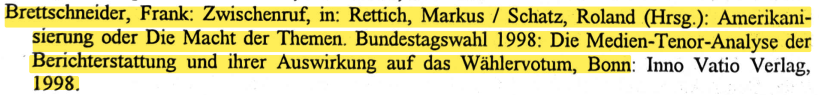 Brettschneider, Frank: Zwischenruf, in: Rettich, Markus / Schatz, Roland (Hrsg.): Amerikani-
sierung oder Die Macht der Themen. Bundestagswahl 1998: Die Medien-Tenor-Analyse der
Berichterstattung und ihrer Auswirkung auf das Wählervotum, Bonn: Inno Vatio Verlag,
1998.